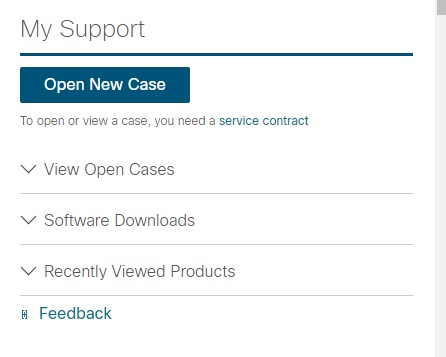 My Support
Open New Case
To open or view a case, you need a service contract
View Open Cases
Software Downloads
Recently Viewed Products
Feedback